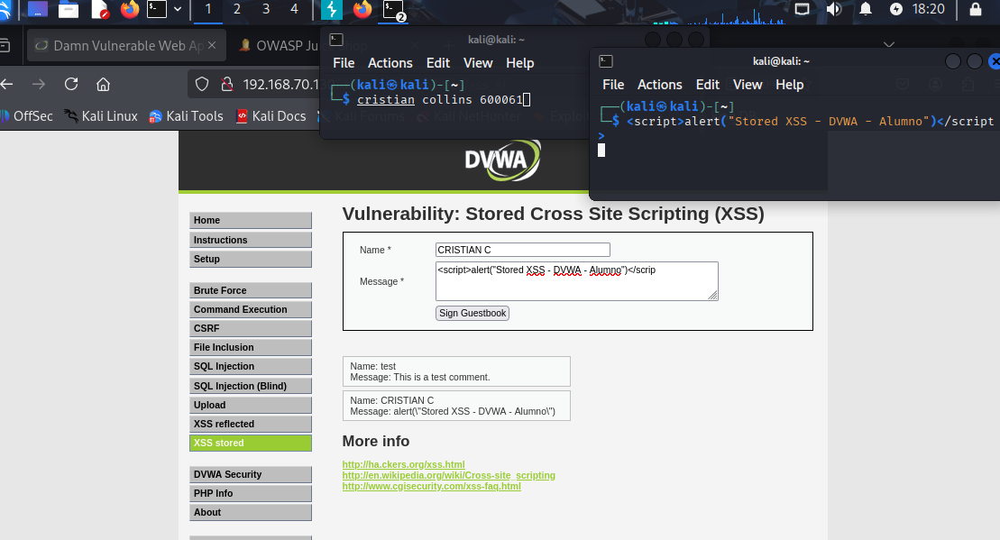 1 2 3 4
2
18:20
Damn Vulnerable Web Ap
OWASP Ju
192.168.70.13
OffSec Kali Linux Kali Tools Kali Docs
kali@kali: ~
File Actions Edit View Help
┌──(kali㉿kali)-[~]
└─$ cristian collins 600061
kali@kali: ~
File Actions Edit View Help
┌──(kali㉿kali)-[~]
└─$ <script>alert("Stored XSS - DVWA - Alumno")</script
>
DVWA
Home
Instructions
Setup
Brute Force
Command Execution
CSRF
File Inclusion
SQL Injection
SQL Injection (Blind)
Upload
XSS reflected
XSS stored
DVWA Security
PHP Info
About
Vulnerability: Stored Cross Site Scripting (XSS)
Name * CRISTIAN C
Message * <script>alert("Stored XSS - DVWA - Alumno")</scrip
Sign Guestbook
Name: test
Message: This is a test comment.
Name: CRISTIAN C
Message: alert(\"Stored XSS - DVWA - Alumno\")
More info
http://ha.ckers.org/xss.html
http://en.wikipedia.org/wiki/Cross-site_scripting
http://www.cgisecurity.com/xss-faq.html